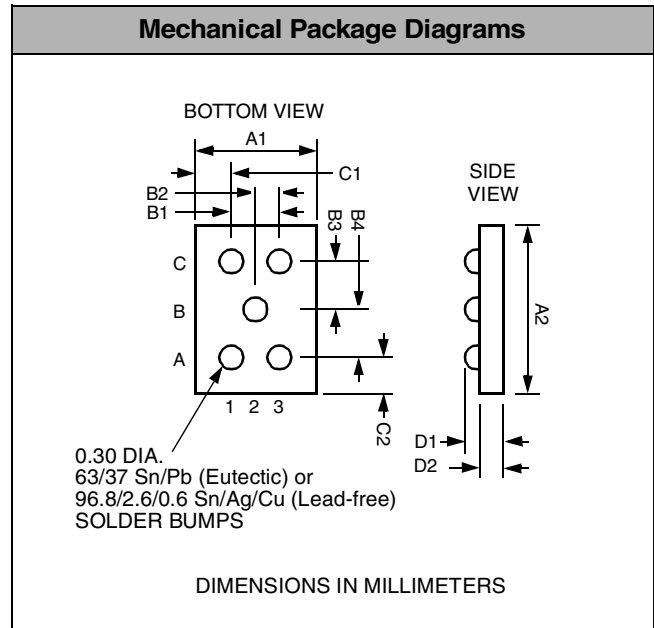 Mechanical Package Diagrams
BOTTOM VIEW
A1
C1
SIDE
VIEW
B2
B1
B3
B4
C
B
A
A2
1 2 3
C2
D1
D2
0.30 DIA.
63/37 Sn/Pb (Eutectic) or
96.8/2.6/0.6 Sn/Ag/Cu (Lead-free)
SOLDER BUMPS
DIMENSIONS IN MILLIMETERS